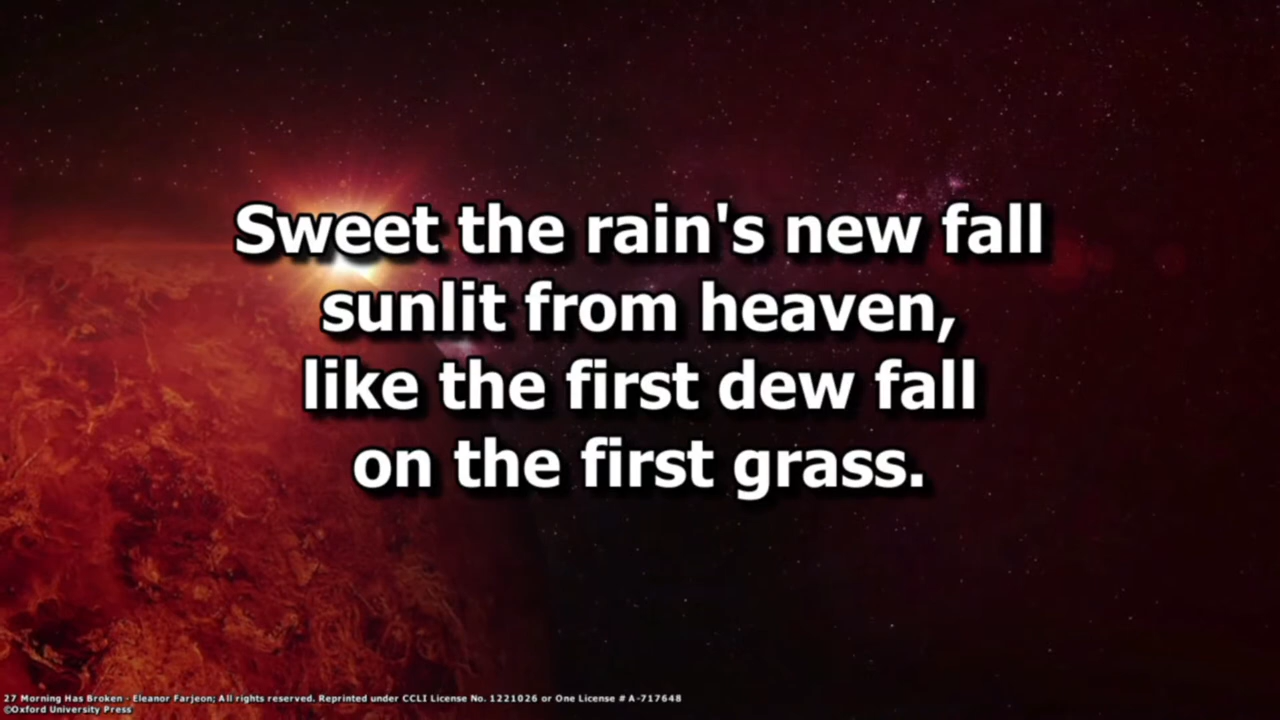 Sweet the rain's new fall
sunlit from heaven,
like the first dew fall
on the first grass.
27 Morning Has Broken - Eleanor Farjeon; All rights reserved. Reprinted under CCLI License No. 1221026 or One License # A-717648
©Oxford University Press